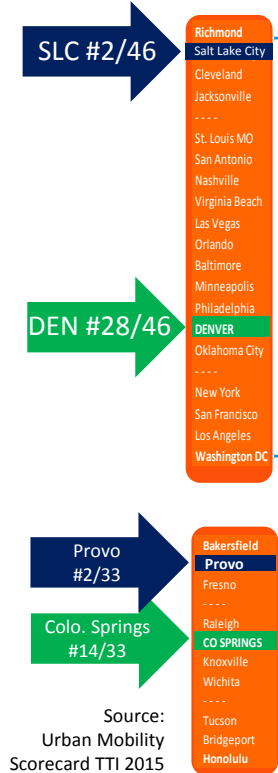 SLC #2/46
Richmond
Salt Lake City
Cleveland
Jacksonville
- - - -
St. Louis MO
San Antonio
Nashville
Virginia Beach
Las Vegas
Orlando
Baltimore
Minneapolis
Philadelphia
DEN #28/46
DENVER
Oklahoma City
- - - -
New York
San Francisco
Los Angeles
Washington DC
Provo
#2/33
Bakersfield
Provo
Fresno
- - - -
Raleigh
Colo. Springs
#14/33
CO SPRINGS
Knoxville
Wichita
- - - -
Tucson
Bridgeport
Honolulu
Source:
Urban Mobility
Scorecard TTI 2015